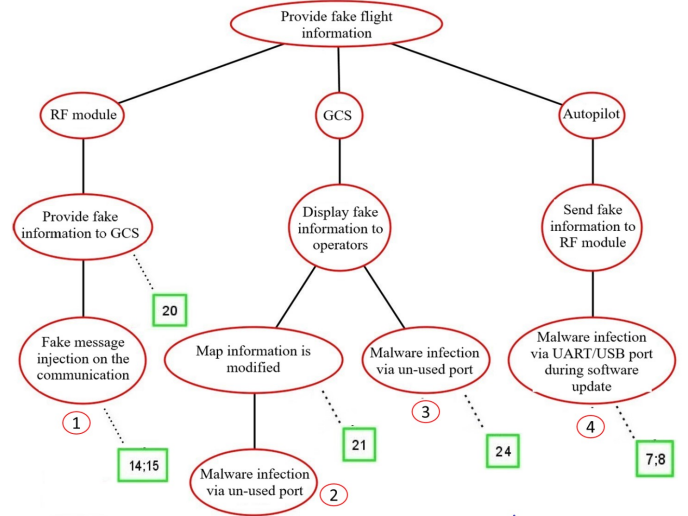 Provide fake flight
information
RF module
GCS
Autopilot
Provide fake
information to GCS
Display fake
information to
operators
Send fake
information to
RF module
20
Fake message
injection on the
communication
Map information is
modified
Malware infection
via un-used port
Malware infection
via UART/USB port
during software
update
1
3
4
14;15
21
24
7;8
Malware infection
via un-used port
2